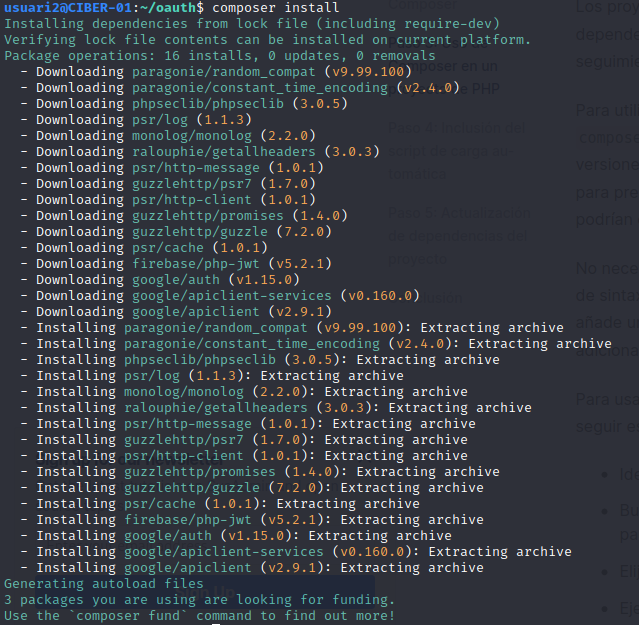 usuari2@CIBER-01:~/oauth$ composer install
Installing dependencies from lock file (including require-dev)
Verifying lock file contents can be installed on current platform.
Package operations: 16 installs, 0 updates, 0 removals
- Downloading paragonie/random_compat (v9.99.100)
- Downloading paragonie/constant_time_encoding (v2.4.0)
- Downloading phpseclib/phpseclib (3.0.5)
- Downloading psr/log (1.1.3)
- Downloading monolog/monolog (2.2.0)
- Downloading ralouphie/getallheaders (3.0.3)
- Downloading psr/http-message (1.0.1)
- Downloading guzzlehttp/psr7 (1.7.0)
- Downloading psr/http-client (1.0.1)
- Downloading guzzlehttp/promises (1.4.0)
- Downloading guzzlehttp/guzzle (7.2.0)
- Downloading psr/cache (1.0.1)
- Downloading firebase/php-jwt (v5.2.1)
- Downloading google/auth (v1.15.0)
- Downloading google/apiclient-services (v0.160.0)
- Downloading google/apiclient (v2.9.1)
- Installing paragonie/random_compat (v9.99.100): Extracting archive
- Installing paragonie/constant_time_encoding (v2.4.0): Extracting archive
- Installing phpseclib/phpseclib (3.0.5): Extracting archive
- Installing psr/log (1.1.3): Extracting archive
- Installing monolog/monolog (2.2.0): Extracting archive
- Installing ralouphie/getallheaders (3.0.3): Extracting archive
- Installing psr/http-message (1.0.1): Extracting archive
- Installing guzzlehttp/psr7 (1.7.0): Extracting archive
- Installing psr/http-client (1.0.1): Extracting archive
- Installing guzzlehttp/promises (1.4.0): Extracting archive
- Installing guzzlehttp/guzzle (7.2.0): Extracting archive
- Installing psr/cache (1.0.1): Extracting archive
- Installing firebase/php-jwt (v5.2.1): Extracting archive
- Installing google/auth (v1.15.0): Extracting archive
- Installing google/apiclient-services (v0.160.0): Extracting archive
- Installing google/apiclient (v2.9.1): Extracting archive
Generating autoload files
3 packages you are using are looking for funding.
Use the `composer fund` command to find out more!